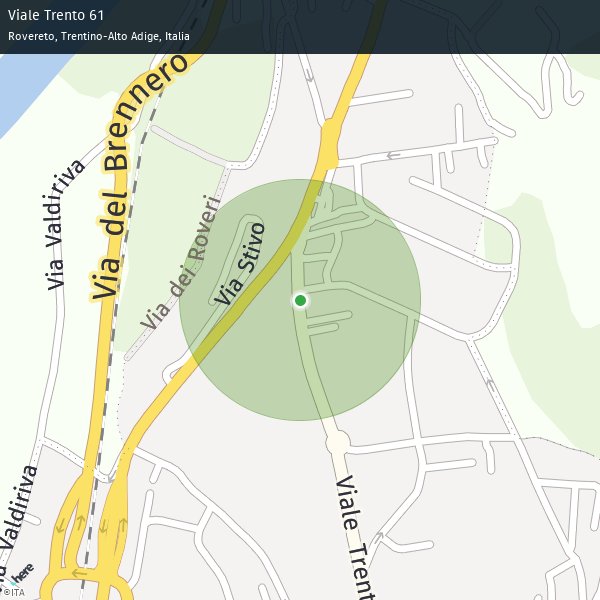 Viale Trento 61
Rovereto, Trentino-Alto Adige, Italia
Via del Brennero
Via Valdiriva
Via dei Roveri
Via Stivo
Valdiriva
Viale Trent
here
©ITA